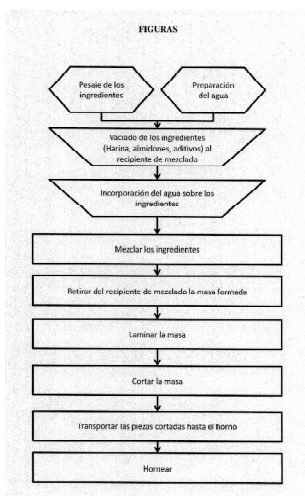 FIGURAS
Pesaje de los
ingredientes
Preparación
del agua
Vaciado de los ingredientes
(Harina, almidones, aditivos) al
recipiente de mezclado
Incorporación del agua sobre los
ingredientes
Mezclar los ingredientes
Retirar del recipiente de mezclado la masa formada
Laminar la masa
Cortar la masa
Transportar las piezas cortadas hasta el horno
Hornear